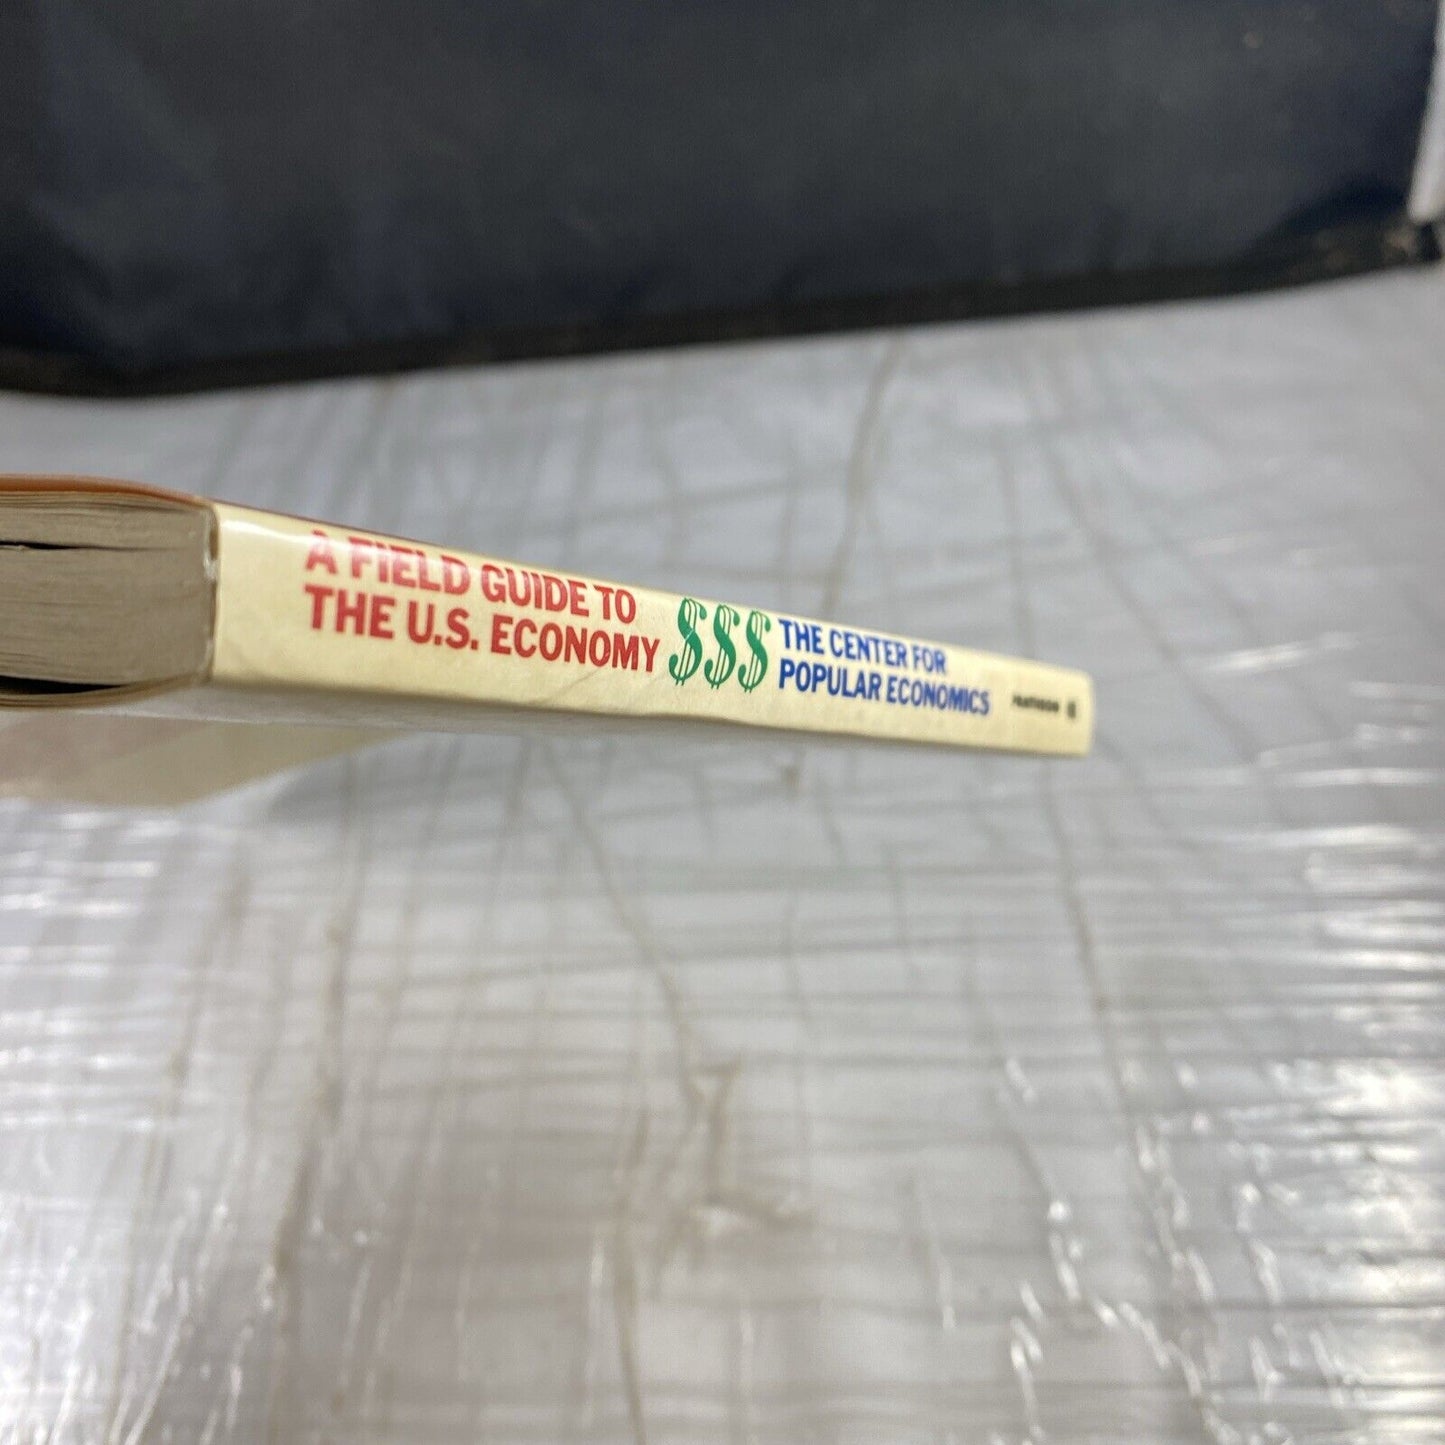 A FIELD GUIDE TO
THE U.S. ECONOMY
$$$
THE CENTER FOR
POPULAR ECONOMICS
PANTHEON